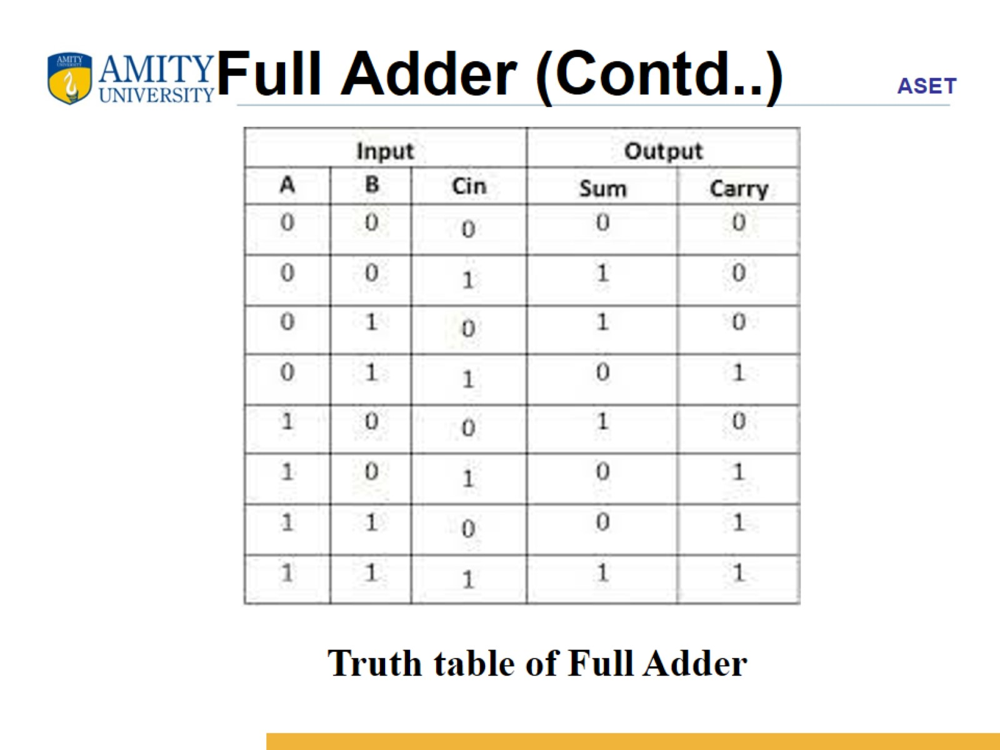 AMITY
UNIVERSITY
AMITY
UNIVERSITY
Full Adder (Contd..)
ASET
Input Output
A B Cin Sum Carry
0 0 0 0 0
0 0 1 1 0
0 1 0 1 0
0 1 1 0 1
1 0 0 1 0
1 0 1 0 1
1 1 0 0 1
1 1 1 1 1
Truth table of Full Adder